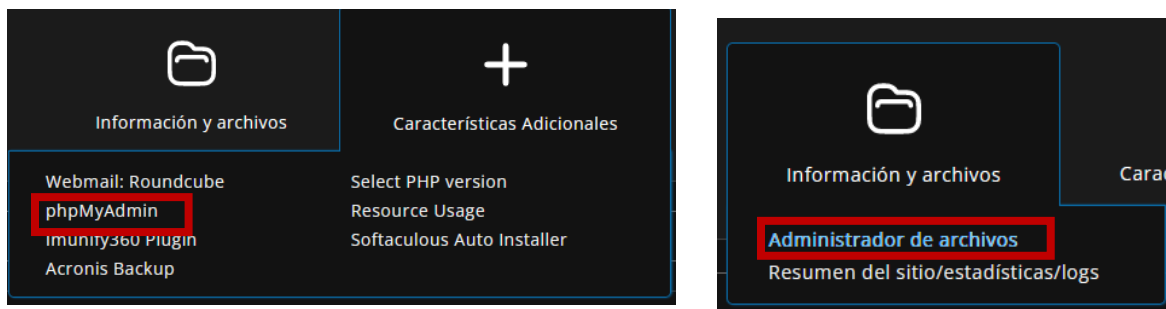 Información y archivos
Características Adicionales
Webmail: Roundcube
Select PHP version
phpMyAdmin
Resource Usage
Imunify360 Plugin
Softaculous Auto Installer
Acronis Backup
Información y archivos
Cara
Administrador de archivos
Resumen del sitio/estadísticas/logs